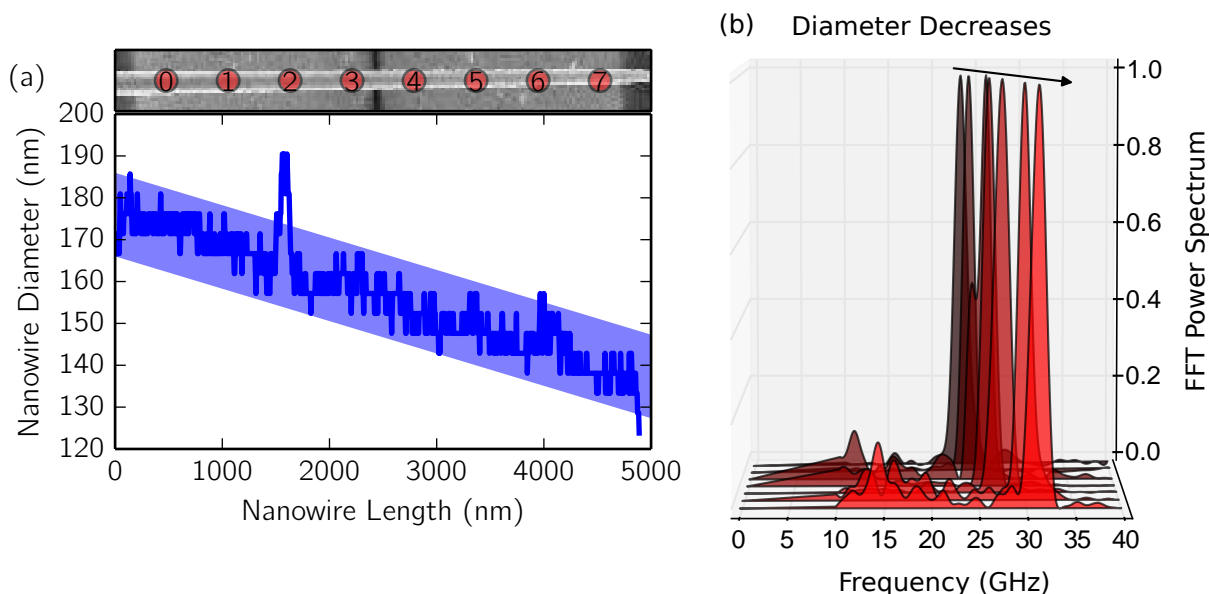 (a)
0 1 2 3 4 5 6 7
200
190
180
170
160
150
140
130
120
Nanowire Diameter (nm)
0 1000 2000 3000 4000 5000
Nanowire Length (nm)
(b) Diameter Decreases
1.0
0.8
0.6
0.4
0.2
0.0
FFT Power Spectrum
0 5 10 15 20 25 30 35 40
Frequency (GHz)